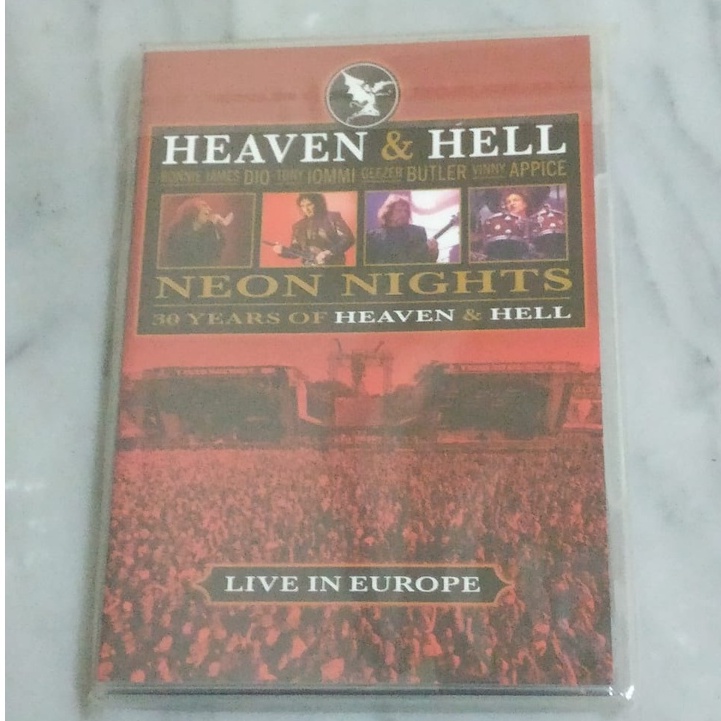 HEAVEN & HELL
RONNIE JAMES DIO TONY IOMMI GEEZER BUTLER VINNY APPICE
NEON NIGHTS
30 YEARS OF HEAVEN & HELL
LIVE IN EUROPE